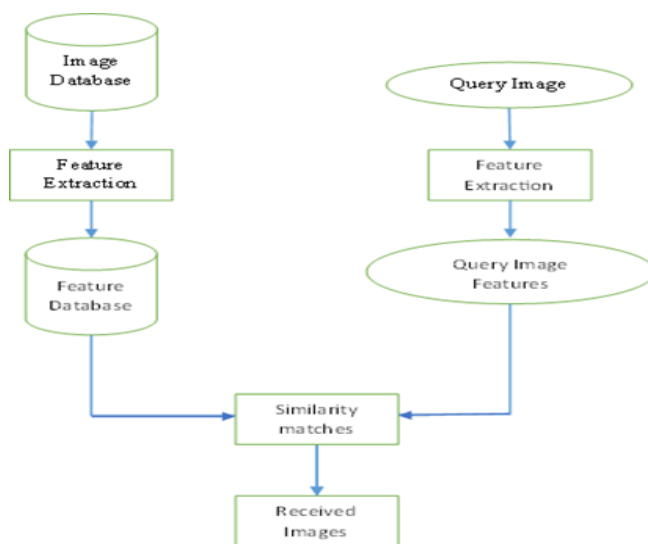 Image
Database
Query Image
Feature
Extraction
Feature
Extraction
Feature
Database
Query Image
Features
Similarity
matches
Received
Images